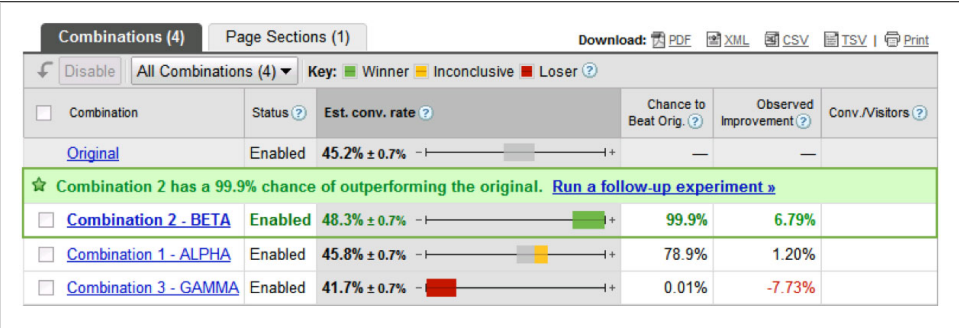 Combinations (4) Page Sections (1) Download: PDF XML CSV TSV | Print
Disable All Combinations (4) ▼ Key: Winner Inconclusive Loser ?
Combination Status ? Est. conv. rate ? Chance to Beat Orig. ? Observed Improvement ? Conv./Visitors ?
Original Enabled 45.2% ± 0.7% - + — —
Combination 2 has a 99.9% chance of outperforming the original. Run a follow-up experiment »
Combination 2 - BETA Enabled 48.3% ± 0.7% - + 99.9% 6.79%
Combination 1 - ALPHA Enabled 45.8% ± 0.7% - + 78.9% 1.20%
Combination 3 - GAMMA Enabled 41.7% ± 0.7% - + 0.01% -7.73%